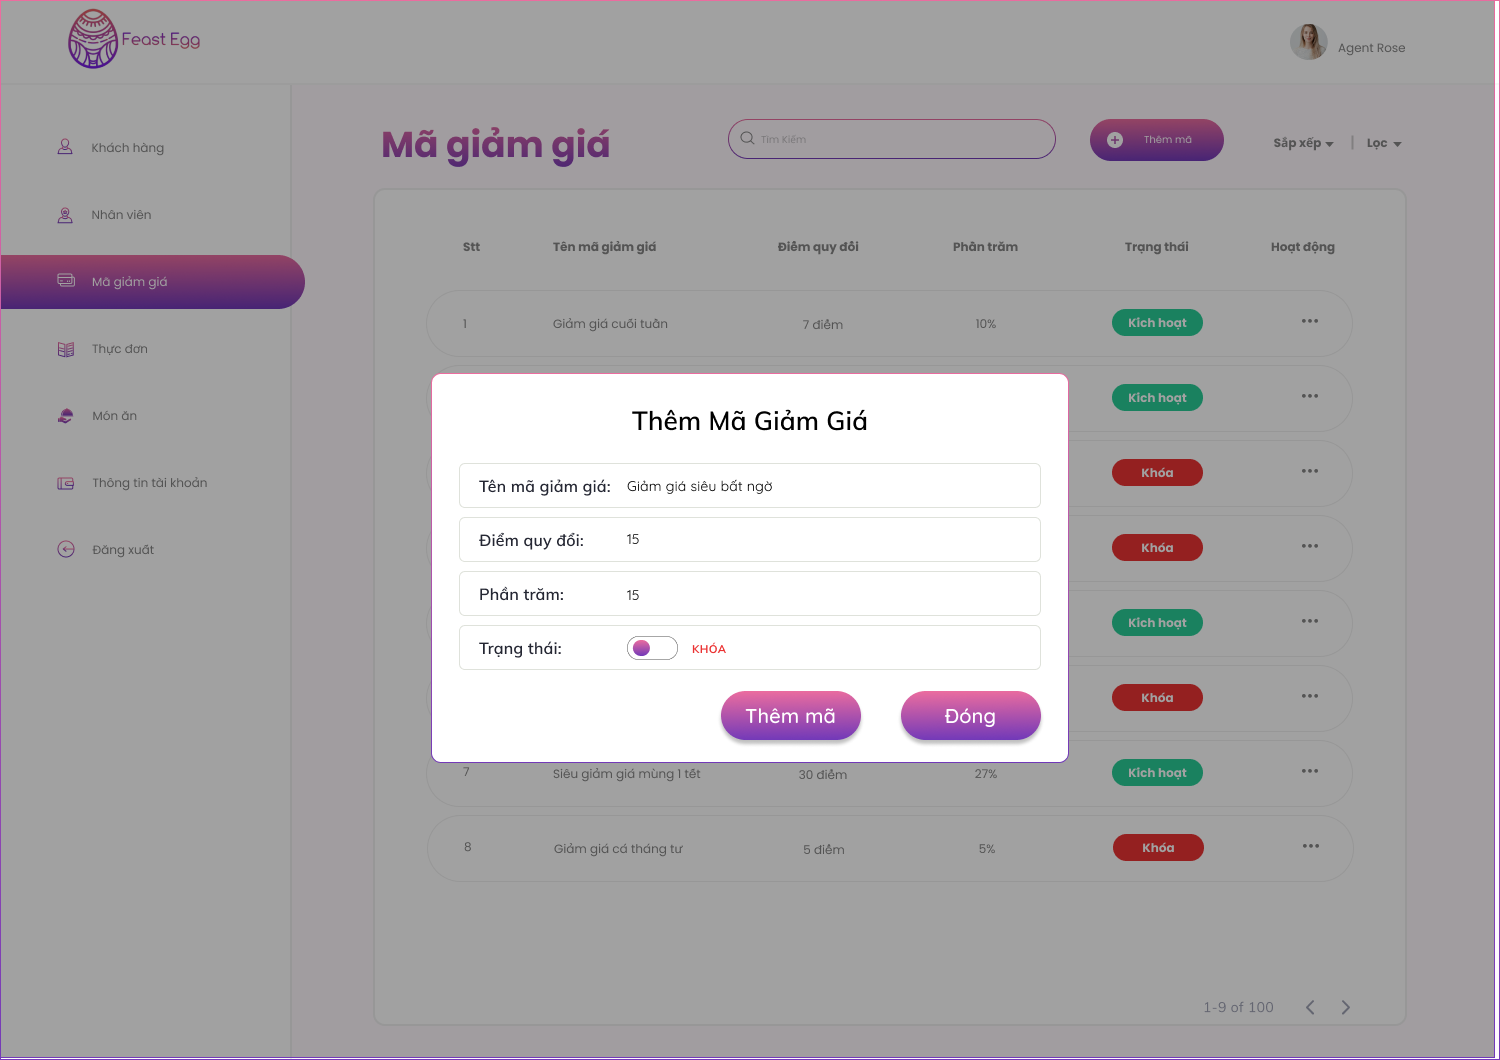 Feast Egg
Agent Rose
Khách hàng
Nhân viên
Mã giảm giá
Thực đơn
Món ăn
Thông tin tài khoản
Đăng xuất
Mã giảm giá
Tìm Kiếm
Thêm mã
Sắp xếp | Lọc
Stt Tên mã giảm giá Điểm quy đổi Phần trăm Trạng thái Hoạt động
1 Giảm giá cuối tuần 7 điểm 10% Kích hoạt
Kích hoạt
Khóa
Khóa
Kích hoạt
Khóa
Thêm Mã Giảm Giá
Tên mã giảm giá: Giảm giá siêu bất ngờ
Điểm quy đổi: 15
Phần trăm: 15
Trạng thái: KHÓA
Thêm mã Đóng
7 Siêu giảm giá mùng 1 tết 30 điểm 27% Kích hoạt
8 Giảm giá cá tháng tư 5 điểm 5% Khóa
1-9 of 100